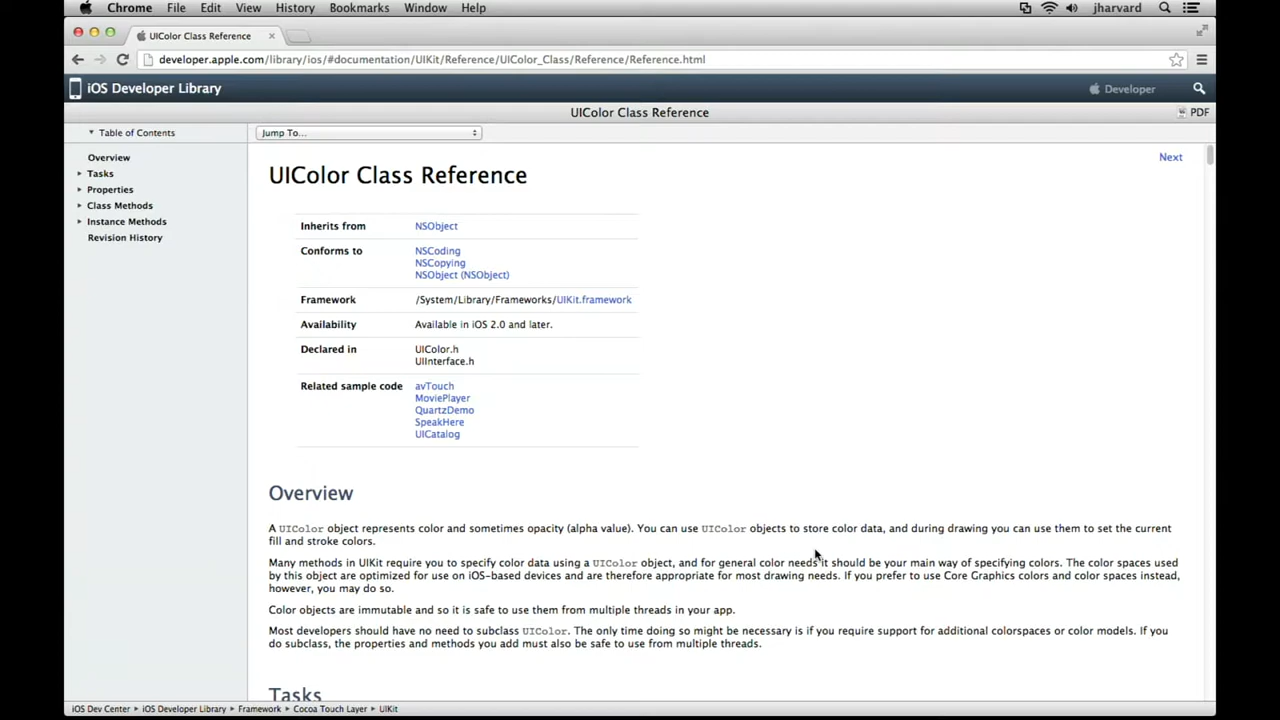 Chrome File Edit View History Bookmarks Window Help jharvard
UIColor Class Reference
developer.apple.com/library/ios/#documentation/UIKit/Reference/UIColor_Class/Reference/Reference.html
iOS Developer Library Developer
UIColor Class Reference PDF
Table of Contents Jump To...
Next
Overview
Tasks
Properties
Class Methods
Instance Methods
Revision History
UIColor Class Reference
Inherits from NSObject
Conforms to NSCoding
NSCopying
NSObject (NSObject)
Framework /System/Library/Frameworks/UIKit.framework
Availability Available in iOS 2.0 and later.
Declared in UIColor.h
UIInterface.h
Related sample code avTouch
MoviePlayer
QuartzDemo
SpeakHere
UICatalog
Overview
A UIColor object represents color and sometimes opacity (alpha value). You can use UIColor objects to store color data, and during drawing you can use them to set the current
fill and stroke colors.
Many methods in UIKit require you to specify color data using a UIColor object, and for general color needs it should be your main way of specifying colors. The color spaces used
by this object are optimized for use on iOS-based devices and are therefore appropriate for most drawing needs. If you prefer to use Core Graphics colors and color spaces instead,
however, you may do so.
Color objects are immutable and so it is safe to use them from multiple threads in your app.
Most developers should have no need to subclass UIColor. The only time doing so might be necessary is if you require support for additional colorspaces or color models. If you
do subclass, the properties and methods you add must also be safe to use from multiple threads.
Tasks
iOS Dev Center iOS Developer Library Framework Cocoa Touch Layer UIKit